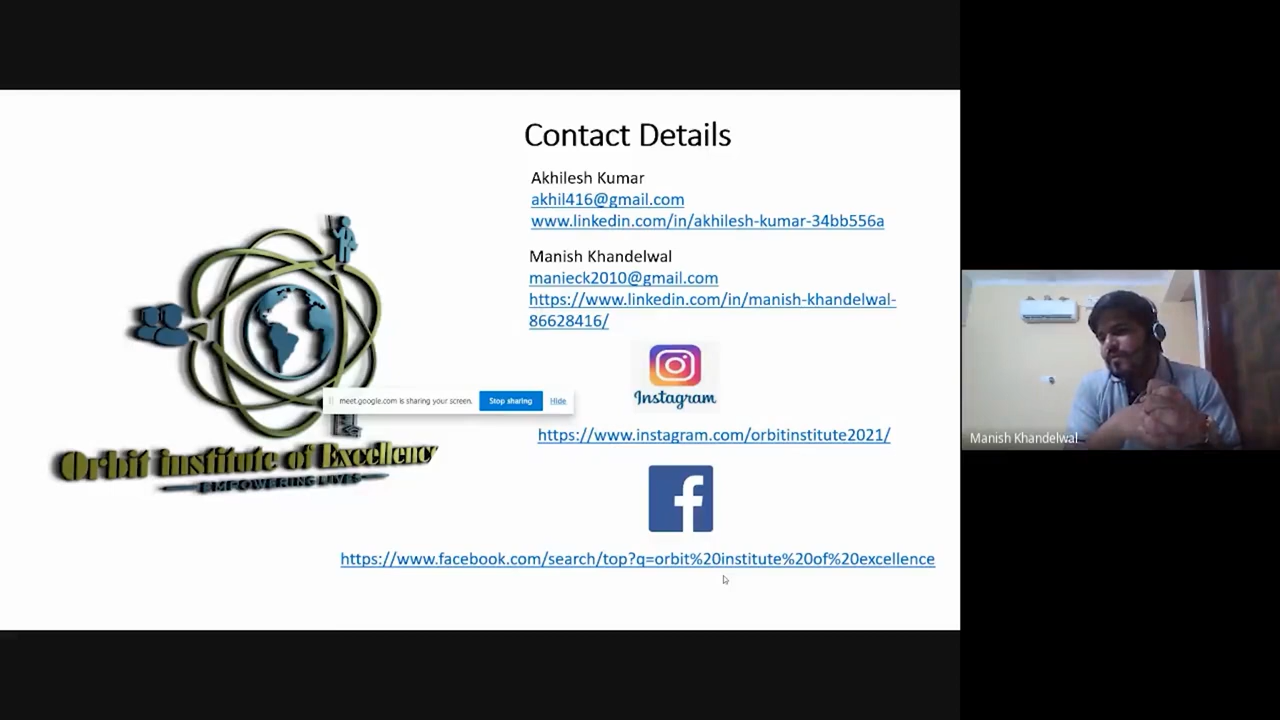 Contact Details
Akhilesh Kumar
akhil416@gmail.com
www.linkedin.com/in/akhilesh-kumar-34bb556a
Manish Khandelwal
manieck2010@gmail.com
https://www.linkedin.com/in/manish-khandelwal-
86628416/
Instagram
meet.google.com is sharing your screen.
Stop sharing
Hide
https://www.instagram.com/orbitinstitute2021/
Manish Khandelwal
Orbit institute of Excellence
EMPOWERING LIVES
f
https://www.facebook.com/search/top?q=orbit%20institute%20of%20excellence